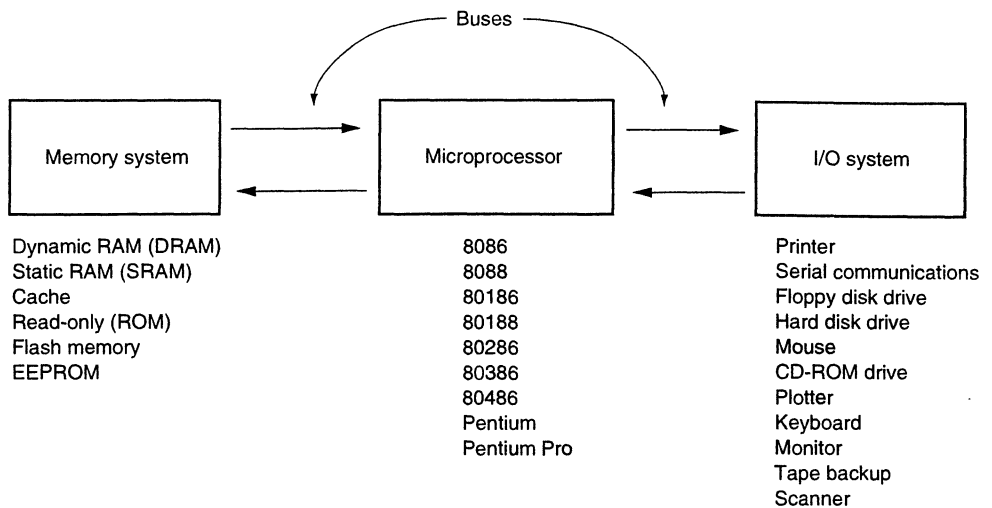 Buses
Memory system
Microprocessor
I/O system
Dynamic RAM (DRAM)
Static RAM (SRAM)
Cache
Read-only (ROM)
Flash memory
EEPROM
8086
8088
80186
80188
80286
80386
80486
Pentium
Pentium Pro
Printer
Serial communications
Floppy disk drive
Hard disk drive
Mouse
CD-ROM drive
Plotter
Keyboard
Monitor
Tape backup
Scanner